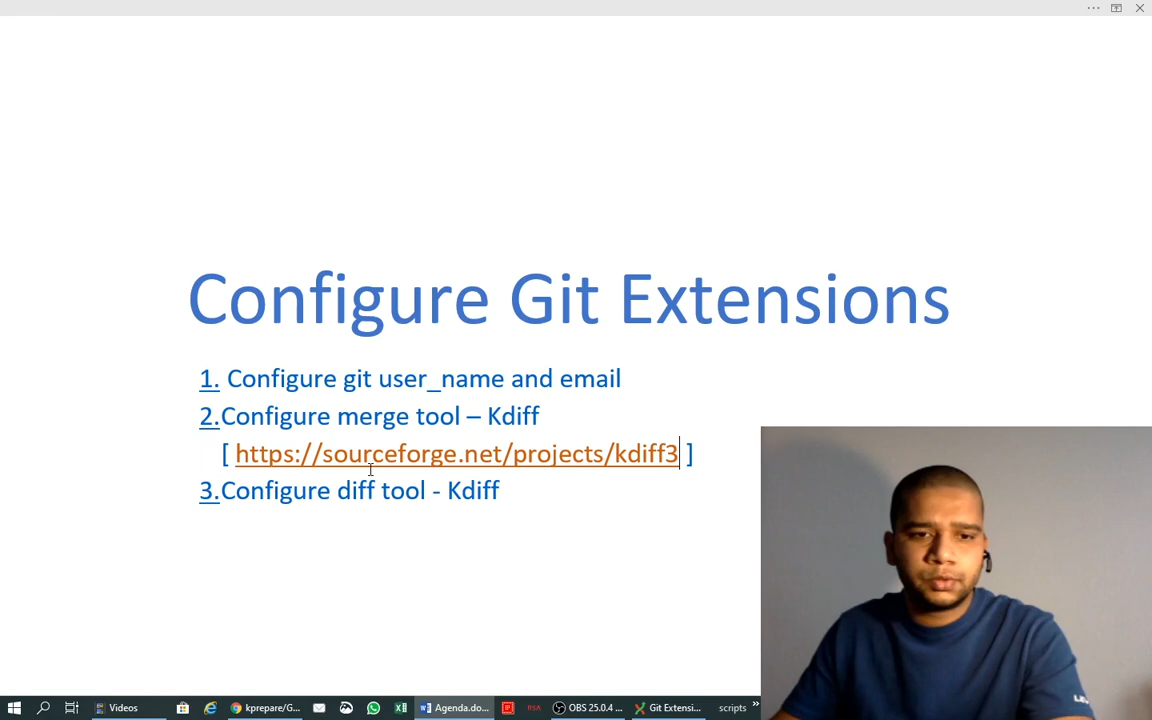 Configure Git Extensions
1. Configure git user_name and email
2.Configure merge tool – Kdiff
[ https://sourceforge.net/projects/kdiff3 ]
3.Configure diff tool - Kdiff
Videos
kprepare/G...
Agenda.do...
OBS 25.0.4 ...
Git Extensi...
scripts